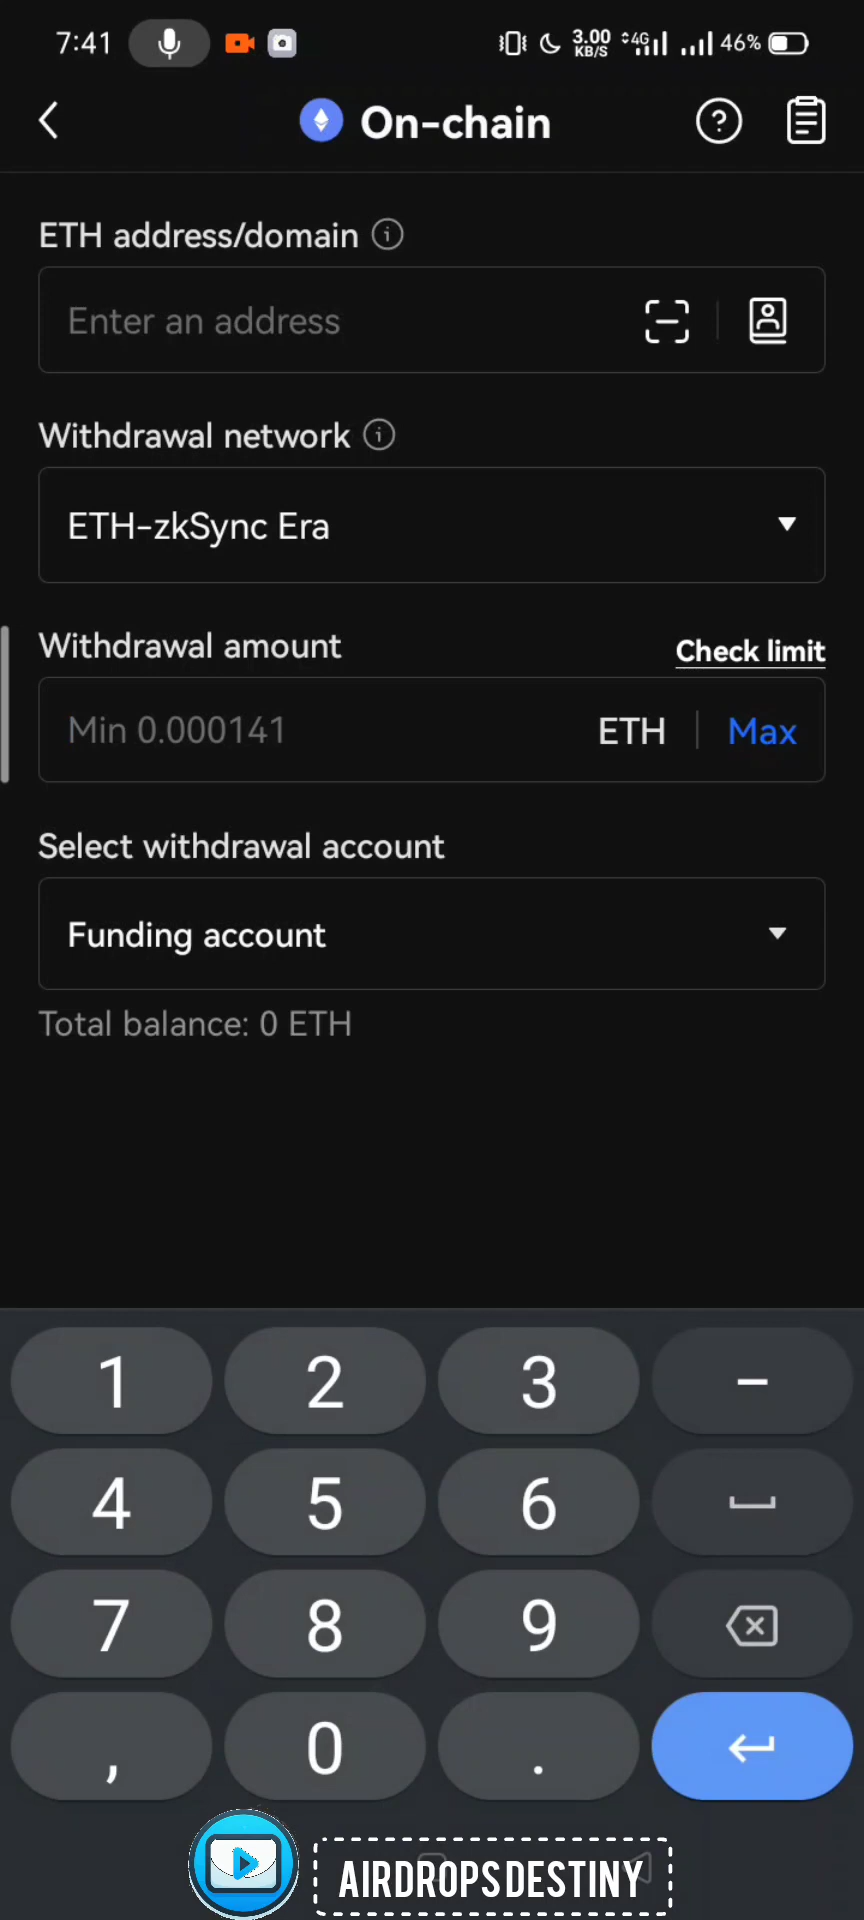 7:41 3.00 KB/S 4G 46%
On-chain
ETH address/domain
Enter an address
Withdrawal network
ETH-zkSync Era
Withdrawal amount Check limit
Min 0.000141 ETH Max
Select withdrawal account
Funding account
Total balance: 0 ETH
1 2 3 -
4 5 6
7 8 9
, 0 .
AIRDROPS DESTINY